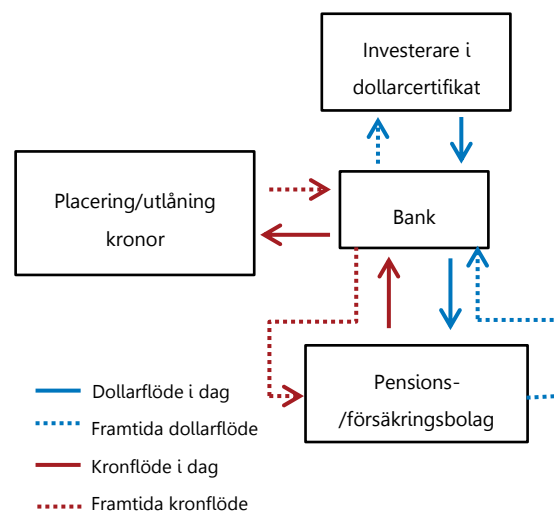 Investerare i
dollarcertifikat
Placering/utlåning
kronor
Bank
Pensions-
/försäkringsbolag
Dollarflöde i dag
Framtida dollarflöde
Kronflöde i dag
Framtida kronflöde